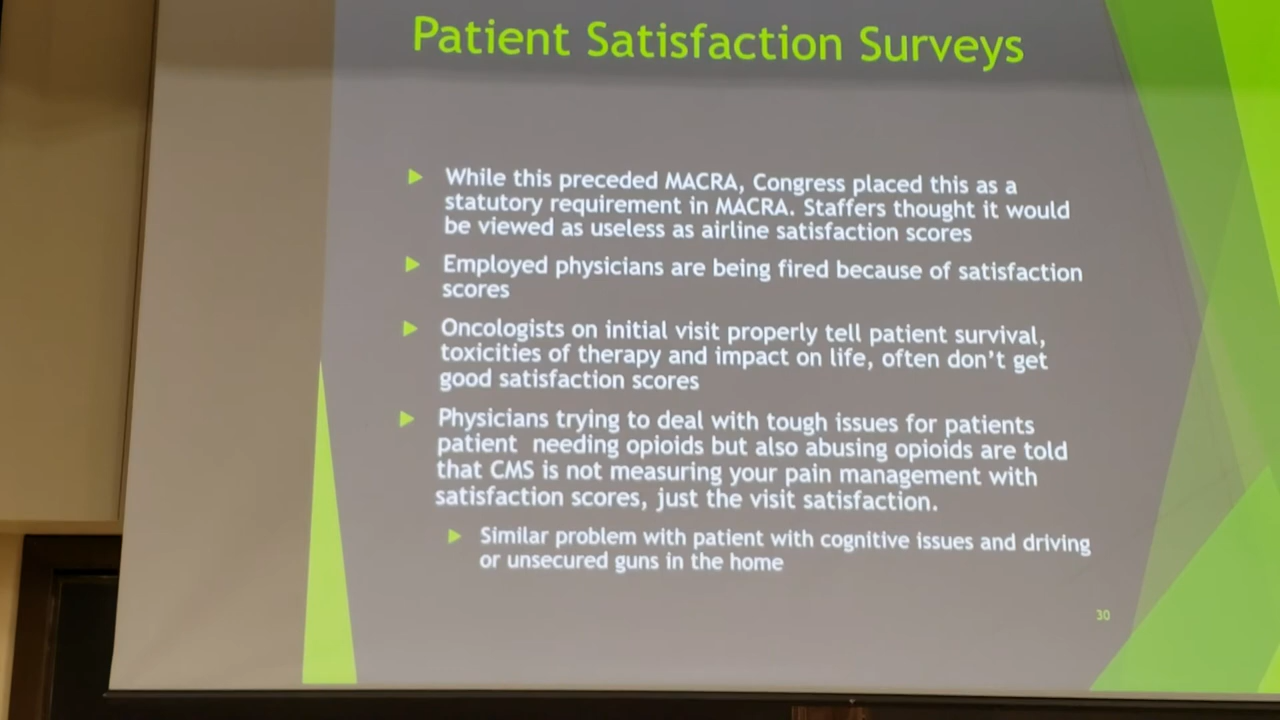 Patient Satisfaction Surveys
While this preceded MACRA, Congress placed this as a
statutory requirement in MACRA. Staffers thought it would
be viewed as useless as airline satisfaction scores
Employed physicians are being fired because of satisfaction
scores
Oncologists on initial visit properly tell patient survival,
toxicities of therapy and impact on life, often don't get
good satisfaction scores
Physicians trying to deal with tough issues for patients
patient  needing opioids but also abusing opioids are told
that CMS is not measuring your pain management with
satisfaction scores, just the visit satisfaction.
Similar problem with patient with cognitive issues and driving
or unsecured guns in the home
30